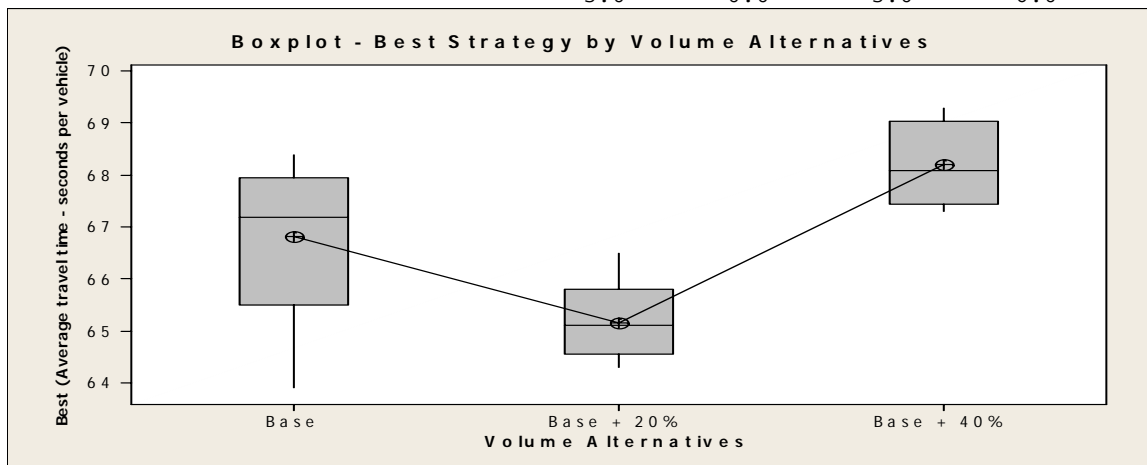 Boxplot - Best Strategy by Volume Alternatives
Best (Average travel time - seconds per vehicle)
70
69
68
67
66
65
64
Base
Base + 20%
Base + 40%
Volume Alternatives